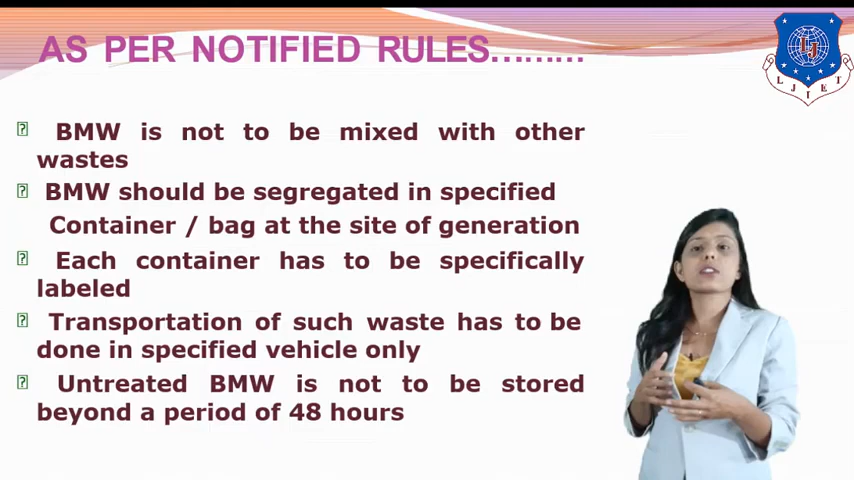 AS PER NOTIFIED RULES.........
BMW is not to be mixed with other
wastes
BMW should be segregated in specified
Container / bag at the site of generation
Each container has to be specifically
labeled
Transportation of such waste has to be
done in specified vehicle only
Untreated BMW is not to be stored
beyond a period of 48 hours
LJ
LJIET